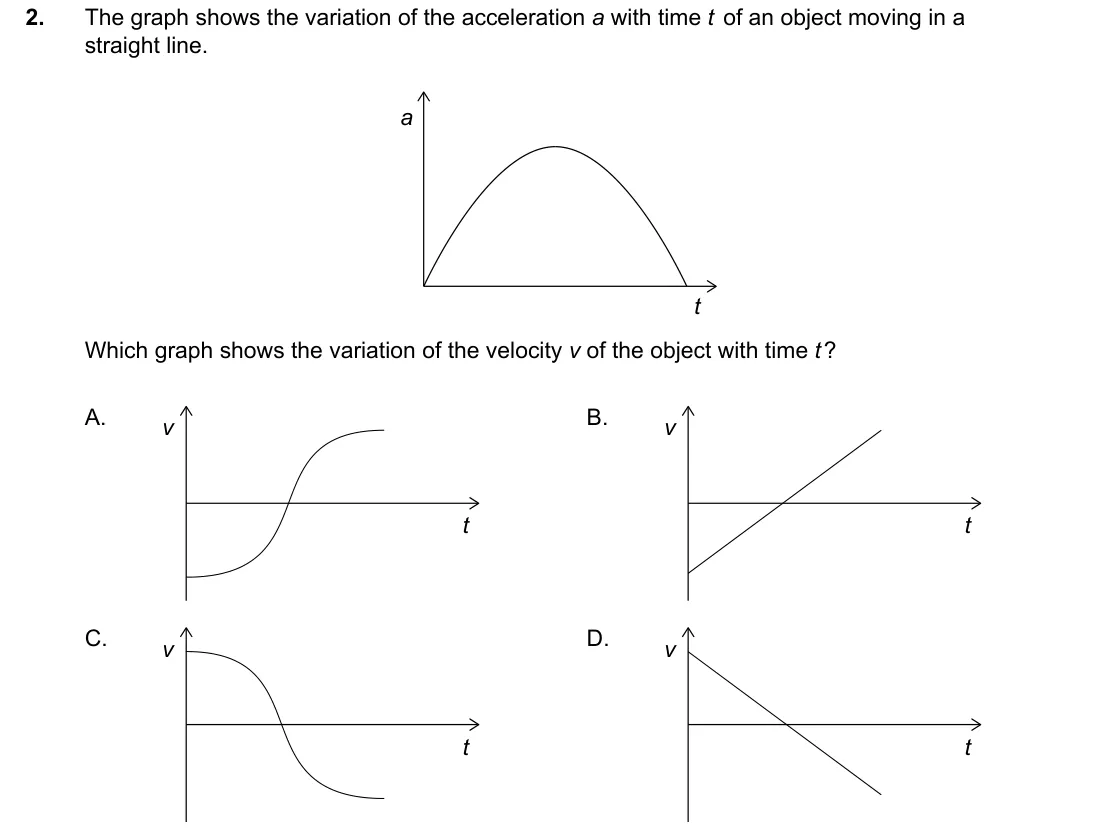 2. The graph shows the variation of the acceleration a with time t of an object moving in a
straight line.
a
t
Which graph shows the variation of the velocity v of the object with time t?
A.
v
t
B.
v
t
C.
v
t
D.
v
t